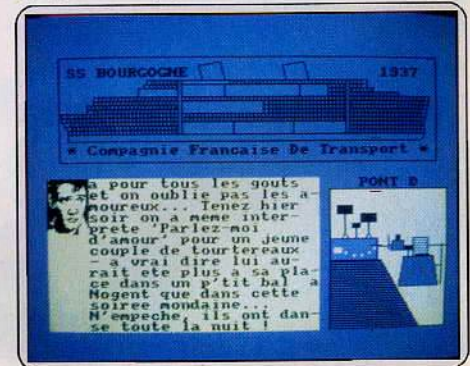 SS BOURGOGNE 1937
* Compagnie Francaise De Transport *
a pour tous les gouts
et on oublie pas les a-
moureux... Tenez hier
soir on a meme inter-
prete 'Parlez-moi
d'amour' pour un jeune
couple de tourtereaux
- a vrai dire lui au-
rait ete plus a sa pla-
ce dans un p'tit bal a
Nogent que dans cette
soiree mondaine...
N'empeche, ils ont dan-
se toute la nuit !
PONT D